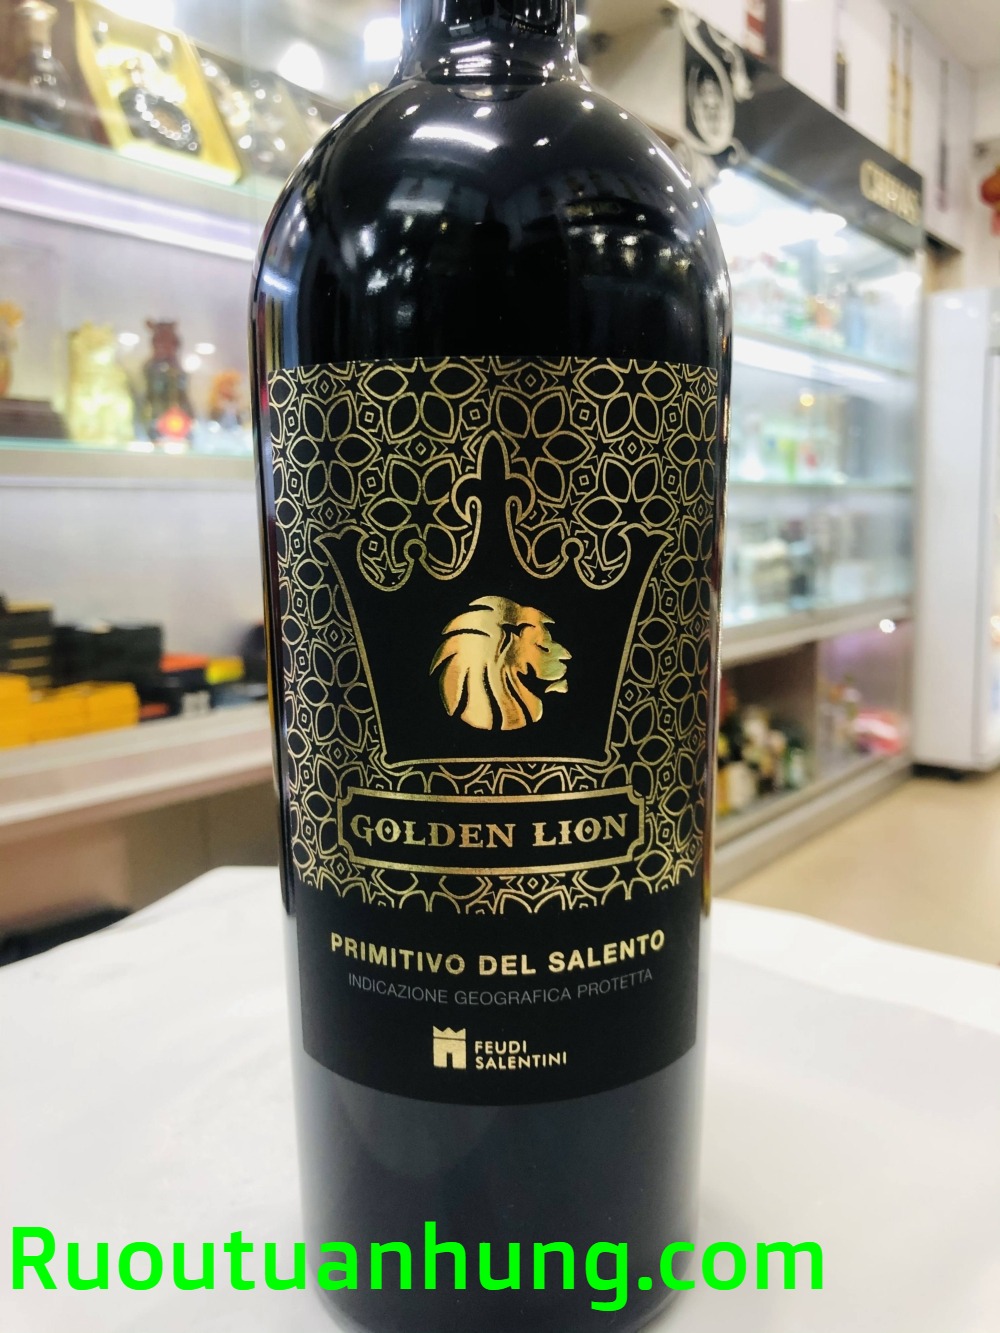 GOLDEN LION
PRIMITIVO DEL SALENTO
INDICAZIONE GEOGRAFICA PROTETTA
FEUDI
SALENTINI
Ruoutuanhung.com